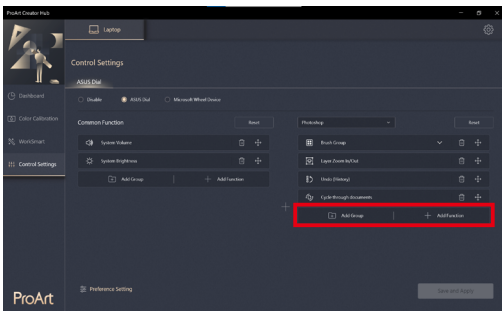 ProArt Creator Hub
Laptop
Control Settings
ASUS Dial
Disable
ASUS Dial
Microsoft Wheel Device
Dashboard
Color Calibration
WorkSmart
Control Settings
Common Function
Reset
System Volume
System Brightness
Add Group
Add Function
Photoshop
Reset
Brush Group
Layer Zoom In/Out
Undo (History)
Cycle through documents
Add Group
Add Function
Preference Setting
Save and Apply
ProArt